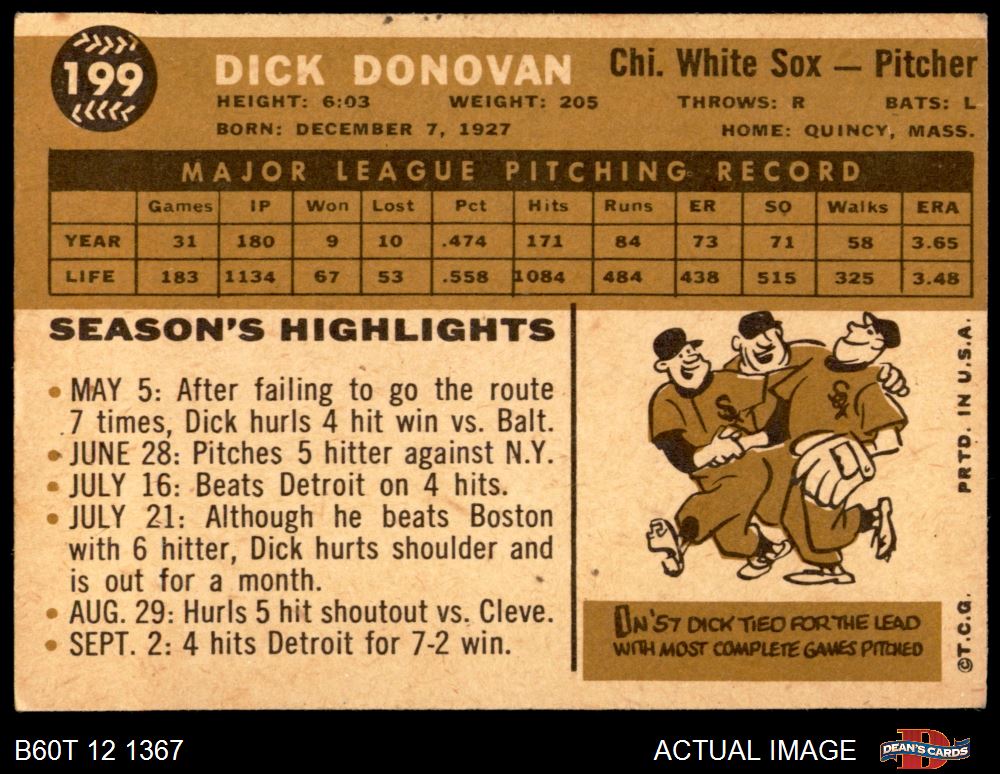 199
DICK DONOVAN Chi. White Sox — Pitcher
HEIGHT: 6:03 WEIGHT: 205 THROWS: R BATS: L
BORN: DECEMBER 7, 1927 HOME: QUINCY, MASS.
MAJOR LEAGUE PITCHING RECORD
Games IP Won Lost Pct Hits Runs ER SO Walks ERA
YEAR 31 180 9 10 .474 171 84 73 71 58 3.65
LIFE 183 1134 67 53 .558 1084 484 438 515 325 3.48
SEASON'S HIGHLIGHTS
• MAY 5: After failing to go the route
7 times, Dick hurls 4 hit win vs. Balt.
• JUNE 28: Pitches 5 hitter against N.Y.
• JULY 16: Beats Detroit on 4 hits.
• JULY 21: Although he beats Boston
with 6 hitter, Dick hurts shoulder and
is out for a month.
• AUG. 29: Hurls 5 hit shoutout vs. Cleve.
• SEPT. 2: 4 hits Detroit for 7-2 win.
SOX
SOX
IN '57 DICK TIED FOR THE LEAD
WITH MOST COMPLETE GAMES PITCHED
©T.C.G. PRTD. IN U.S.A.
B60T 12 1367 ACTUAL IMAGE DEAN'S CARDS